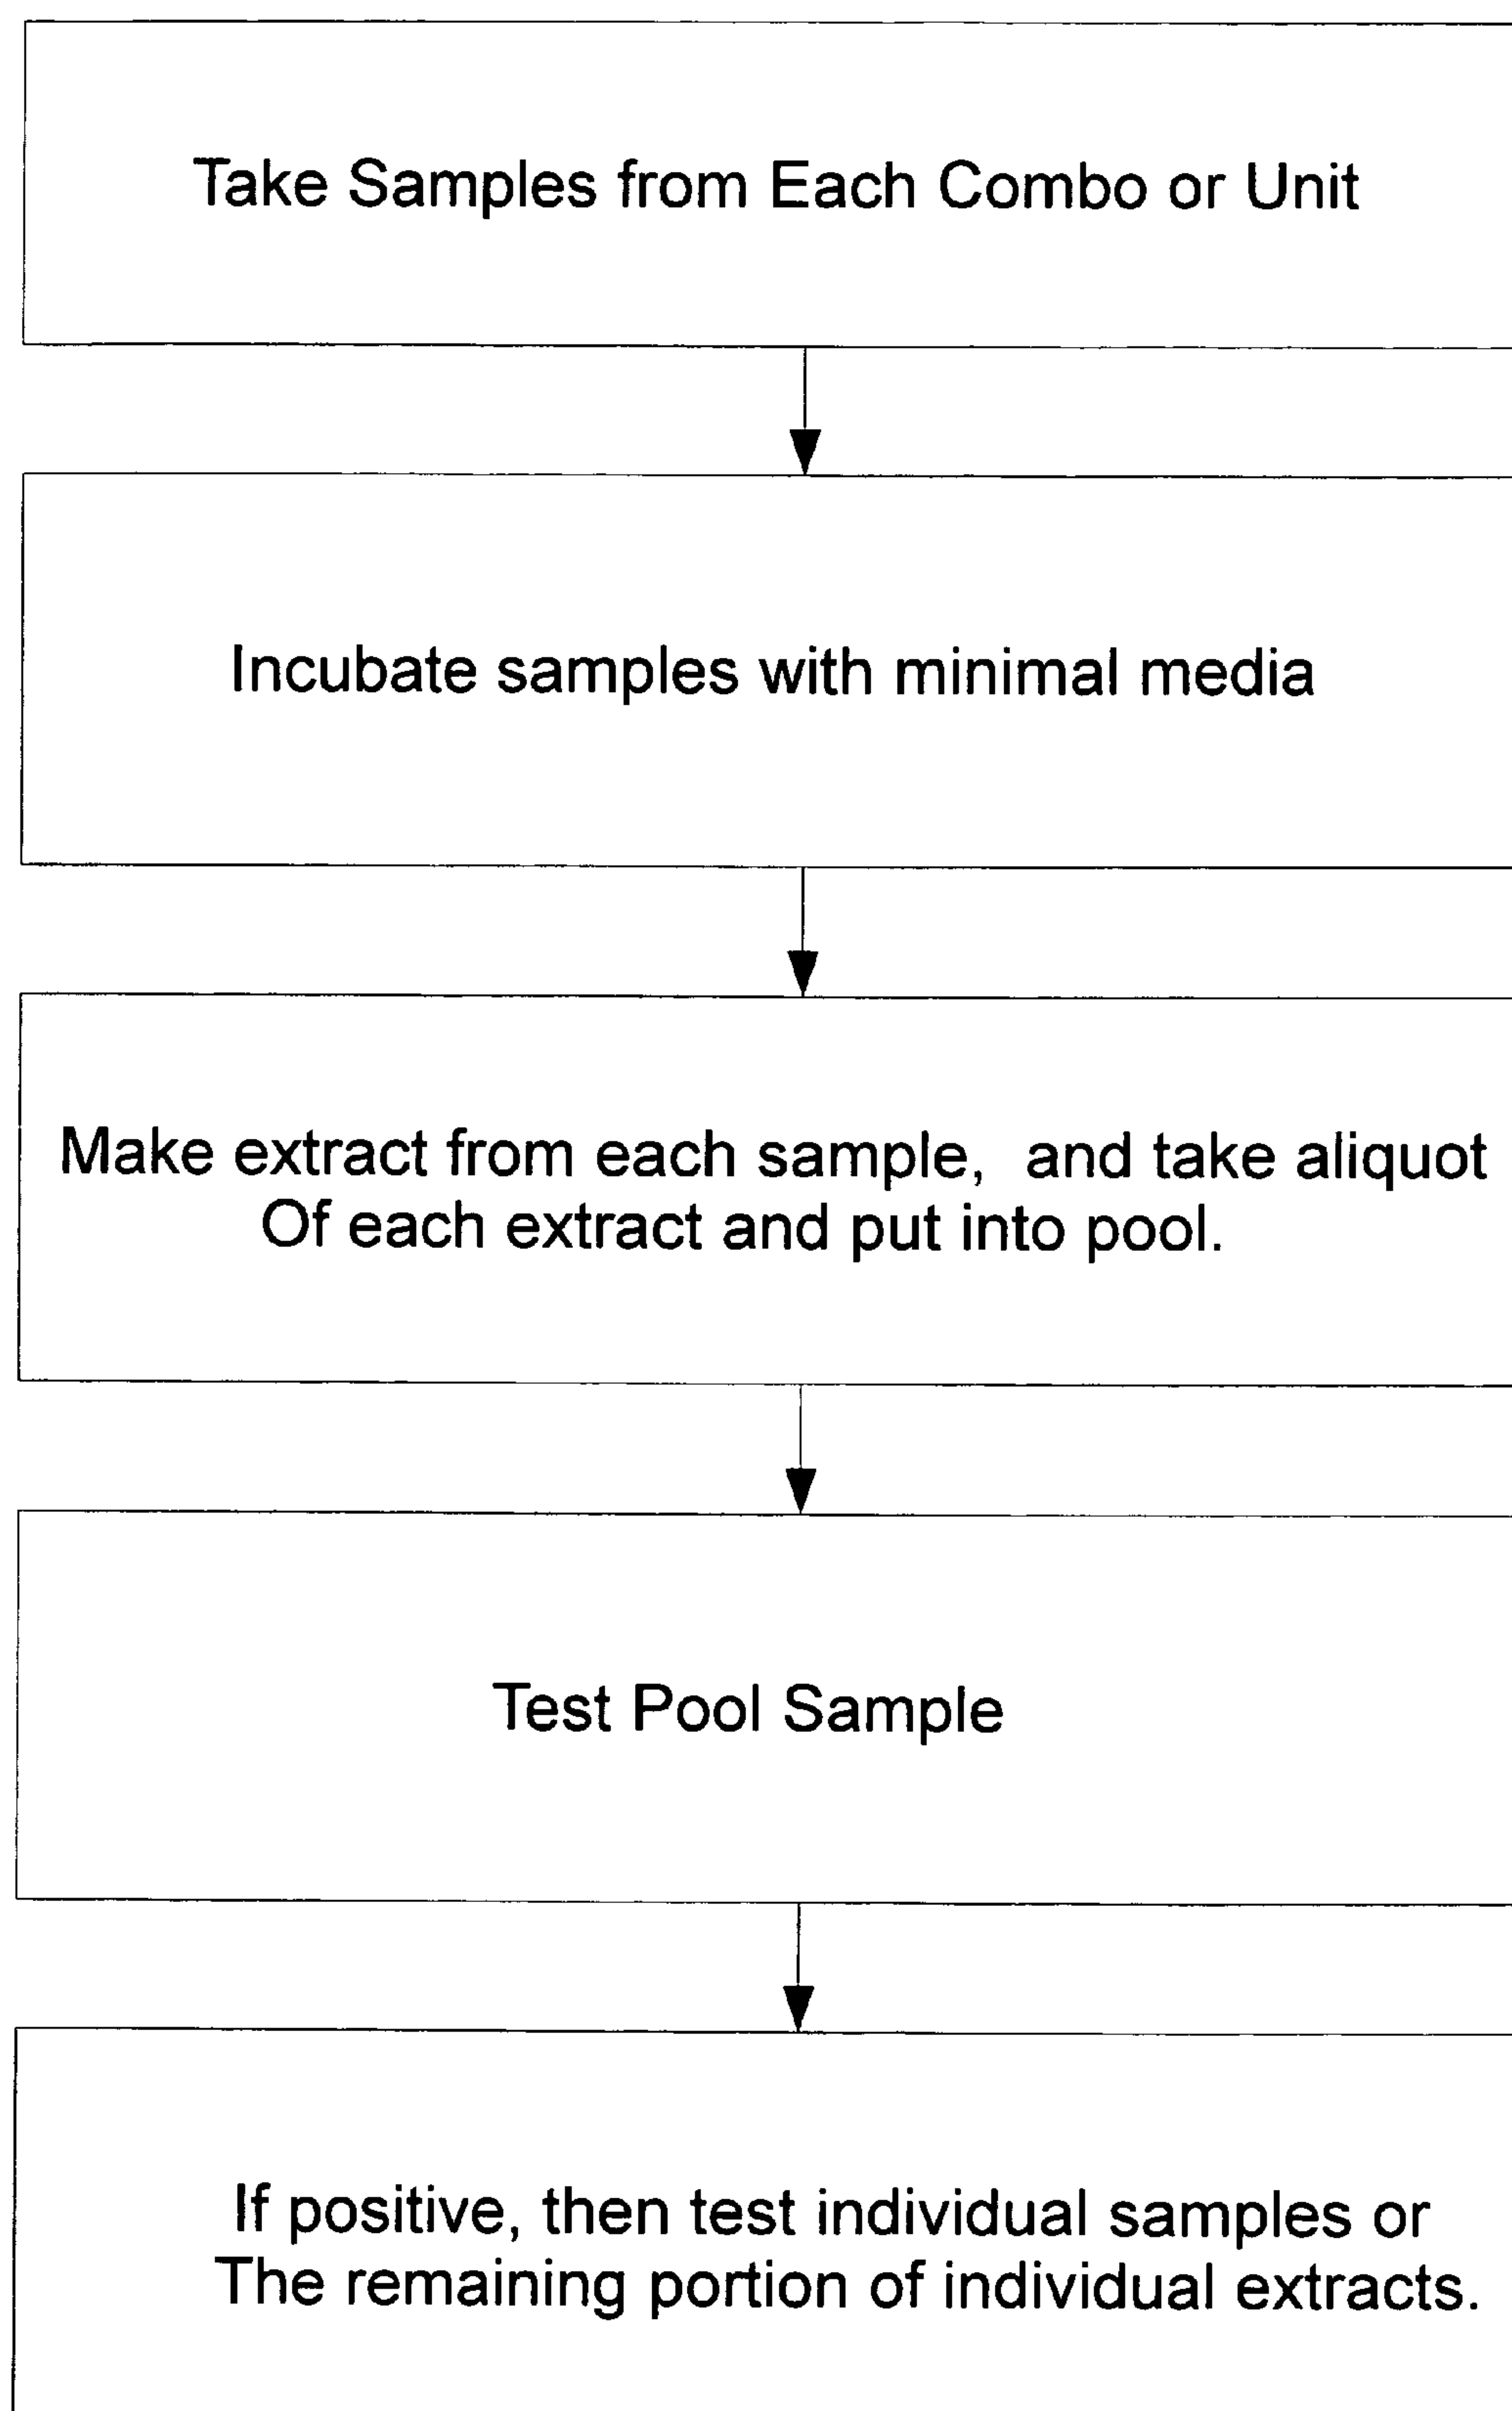 Take Samples from Each Combo or Unit
Incubate samples with minimal media
Make extract from each sample,  and take aliquot
Of each extract and put into pool.
Test Pool Sample
If positive, then test individual samples or
The remaining portion of individual extracts.